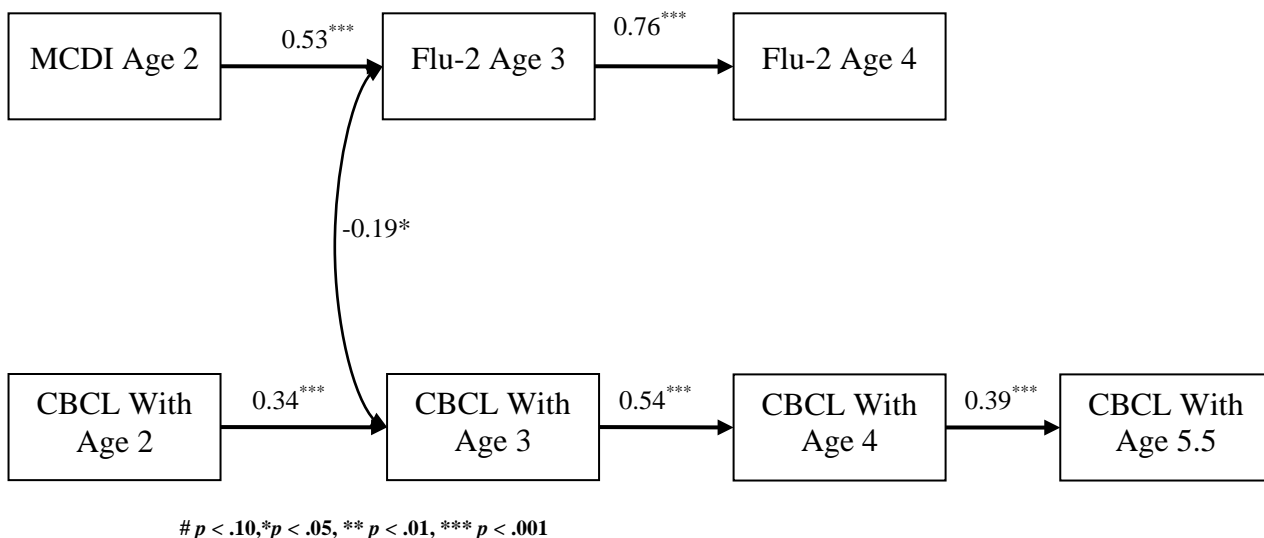 0.53***
0.76***
MCDI Age 2
Flu-2 Age 3
Flu-2 Age 4
-0.19*
0.34***
0.54***
0.39***
CBCL With
Age 2
CBCL With
Age 3
CBCL With
Age 4
CBCL With
Age 5.5
# p < .10,*p < .05, ** p < .01, *** p < .001